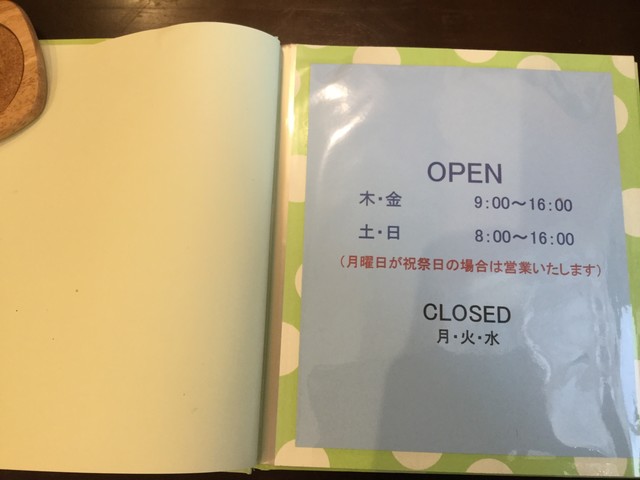 OPEN
木・金 9:00～16:00
土・日 8:00～16:00
（月曜日が祝祭日の場合は営業いたします）
CLOSED
月・火・水